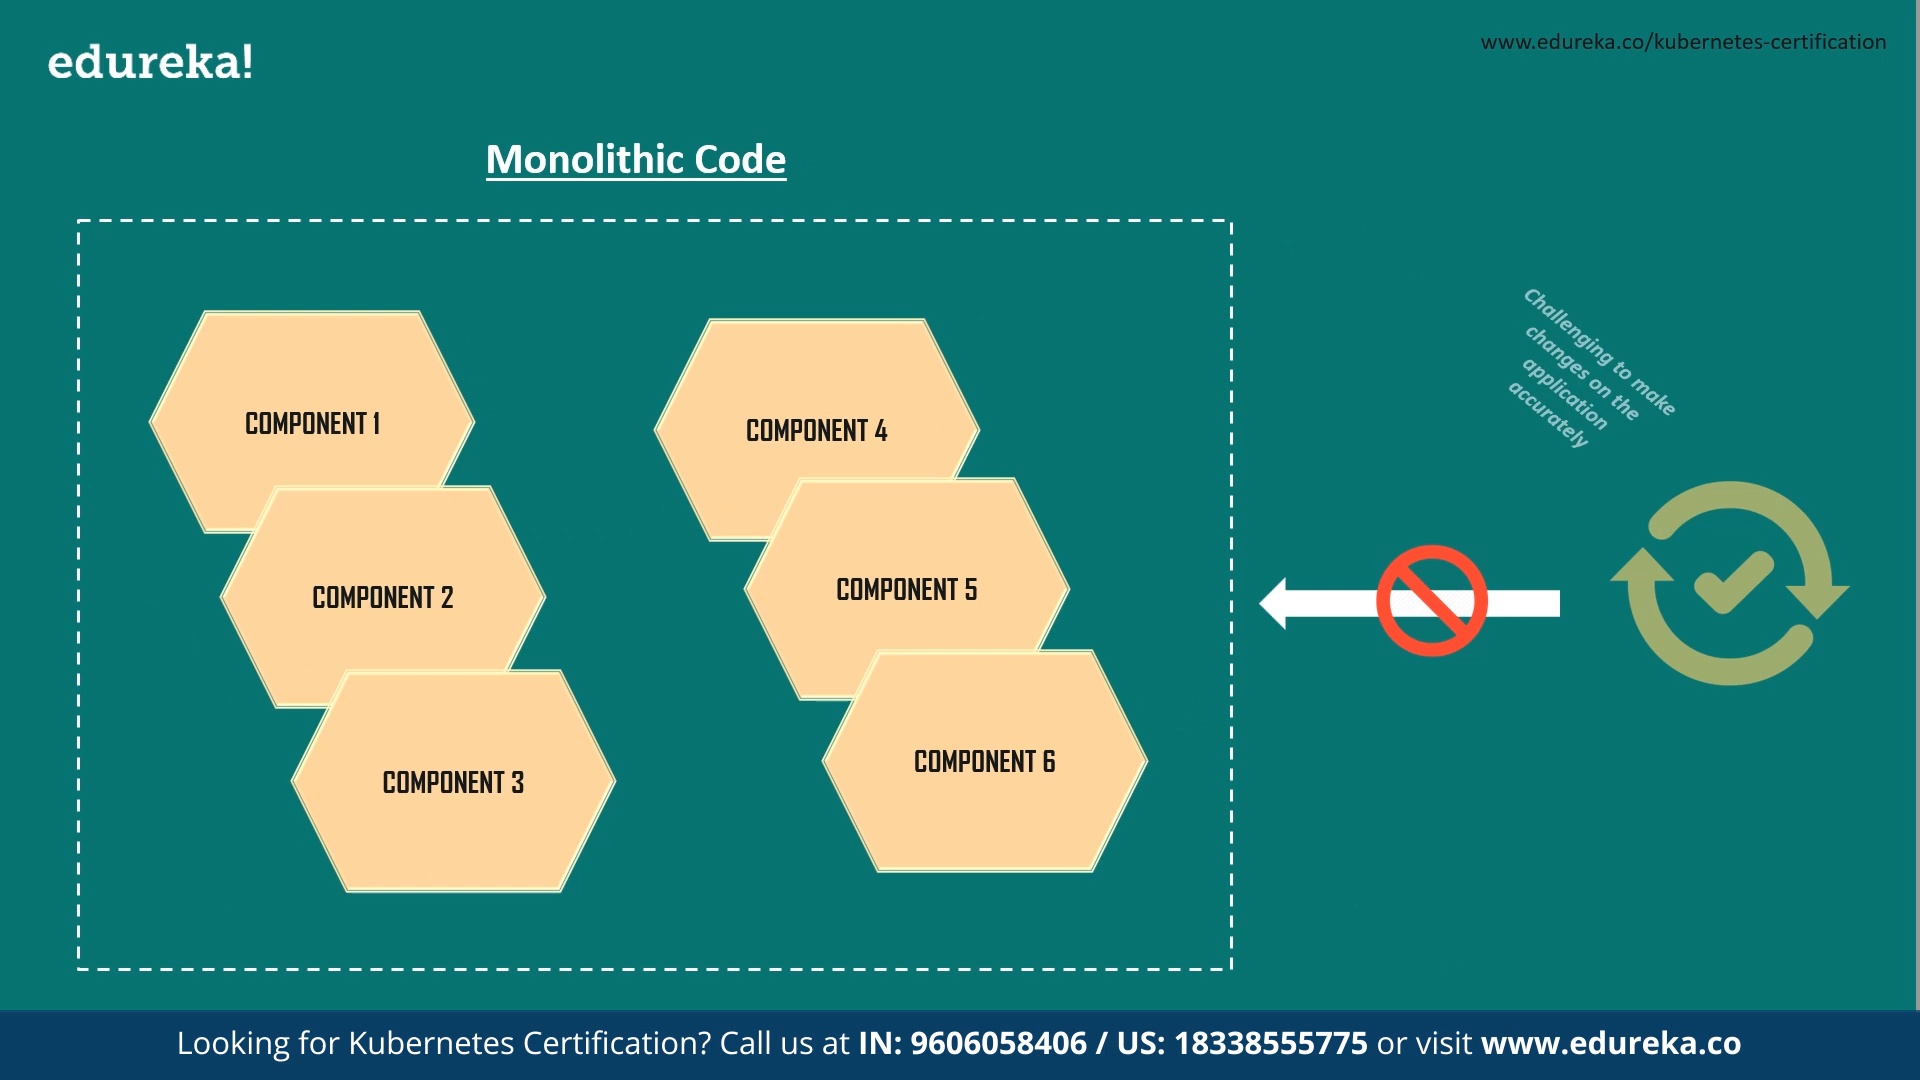 edureka!
www.edureka.co/kubernetes-certification
Monolithic Code
COMPONENT 1
COMPONENT 2
COMPONENT 3
COMPONENT 4
COMPONENT 5
COMPONENT 6
Challenging to make
changes on the
application
accurately
Looking for Kubernetes Certification? Call us at IN: 9606058406 / US: 18338555775 or visit www.edureka.co